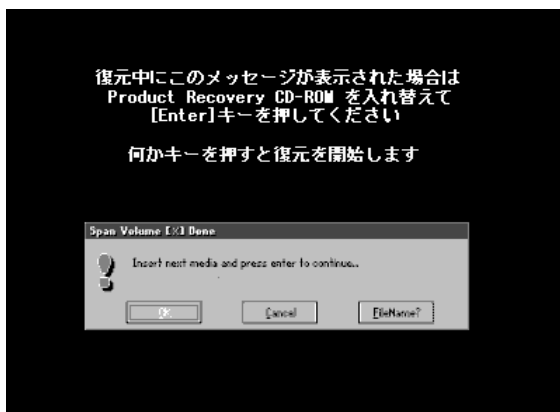 復元中にこのメッセージが表示された場合は
Product Recovery CD-ROM を入れ替えて
[Enter]キーを押してください
何かキーを押すと復元を開始します
Span Volume [X] Done
Insert next media and press enter to continue..
OK
Cancel
FileName?